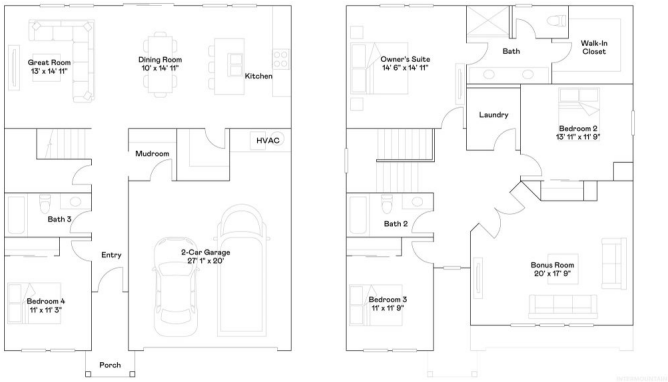 Great Room
13' x 14' 11"
Dining Room
10' x 14' 11"
Kitchen
Mudroom
HVAC
Bath 3
Entry
2-Car Garage
27' 1" x 20'
Bedroom 4
11' x 11' 3"
Porch
Owner's Suite
14' 6" x 14' 11"
Bath
Walk-In
Closet
Laundry
Bedroom 2
13' 11" x 11' 9"
Bath 2
Bonus Room
20' x 17' 9"
Bedroom 3
11' x 11' 9"